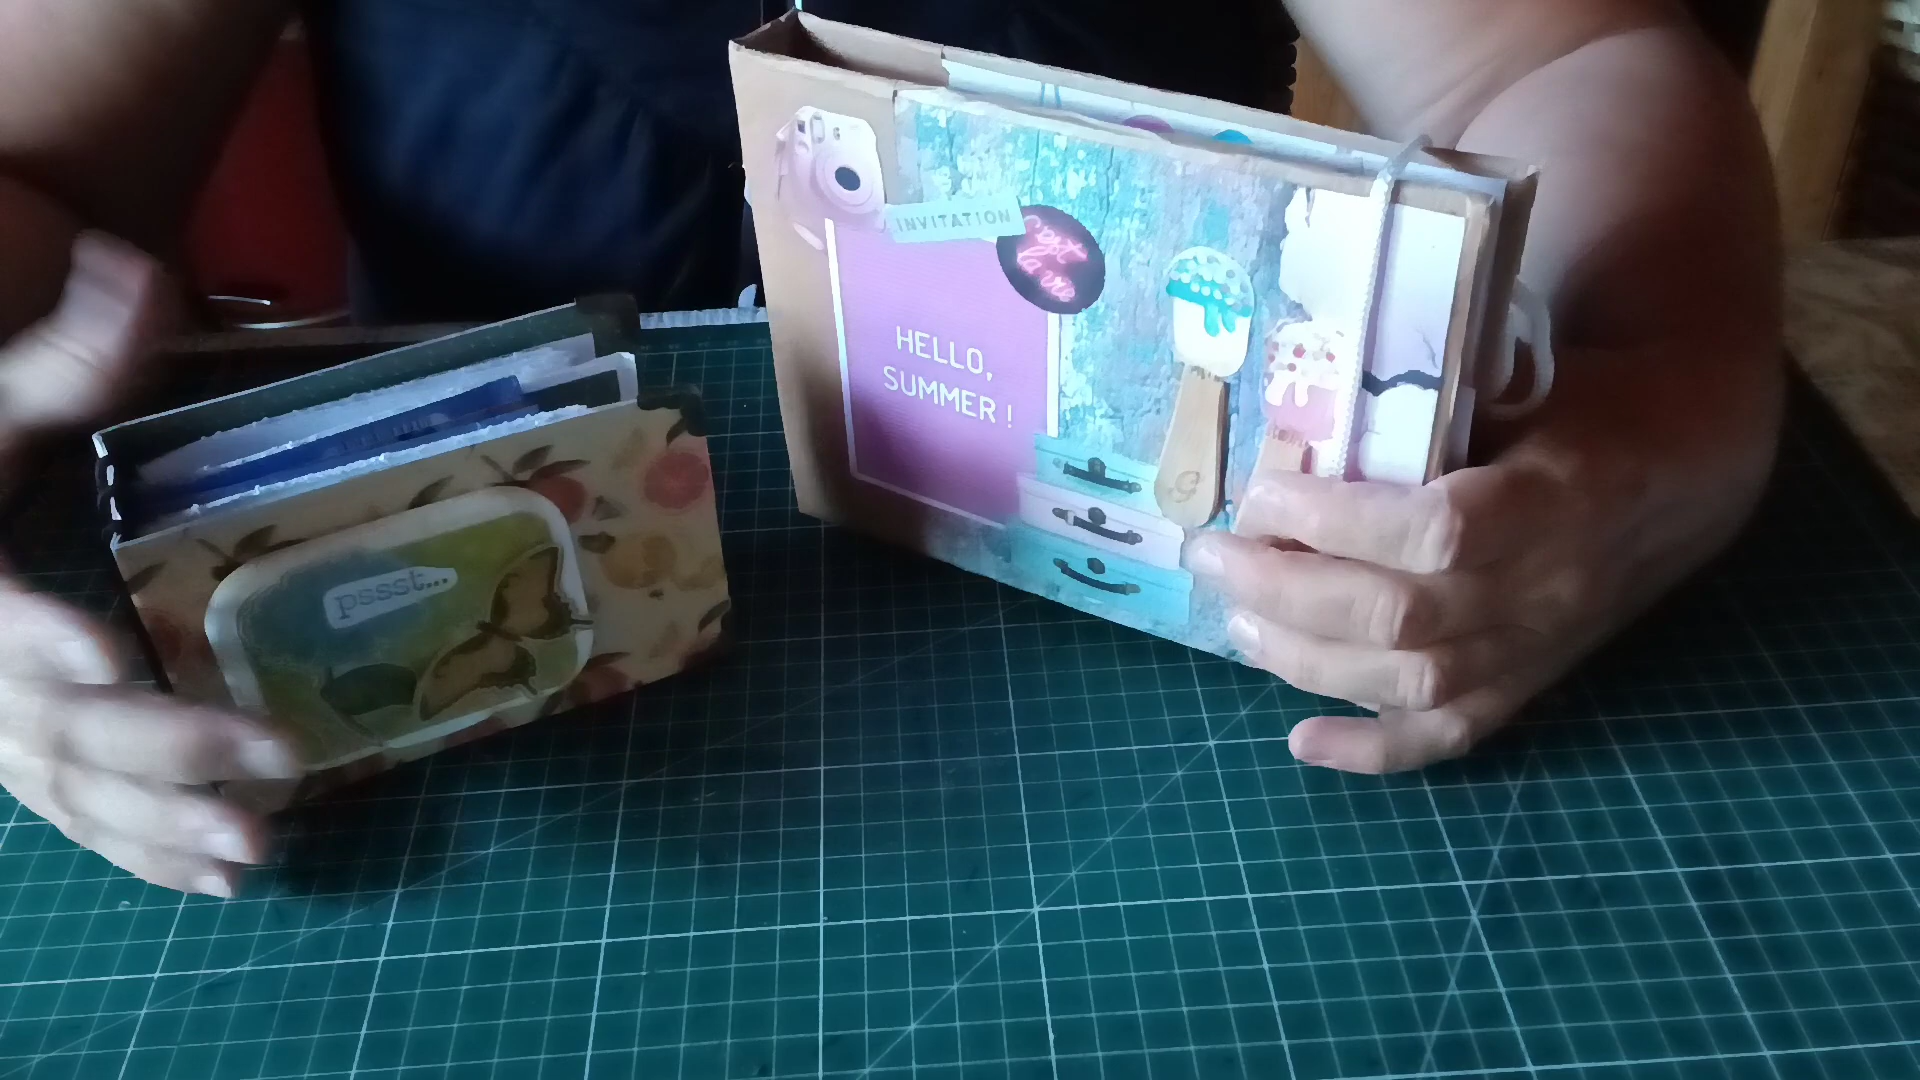 INVITATION
C'est
la vie
HELLO,
SUMMER !
pssst...